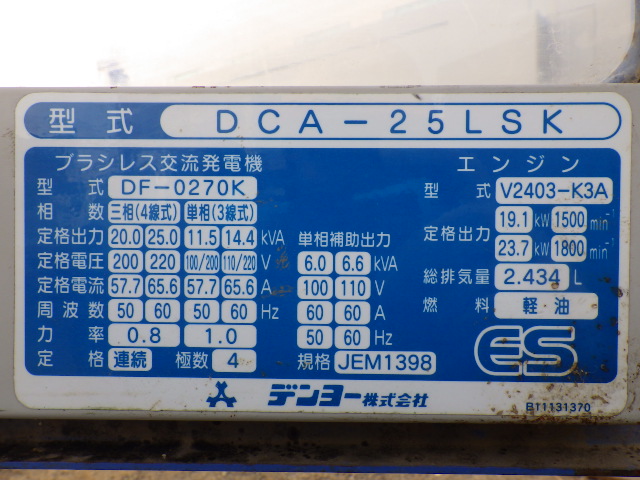 型式 DCA-25LSK
ブラシレス交流発電機
型式 DF-0270K
相数 三相(4線式) 単相(3線式)
定格出力 20.0 25.0 11.5 14.4 kVA
定格電圧 200 220 100/200 110/220 V
定格電流 57.7 65.6 57.7 65.6 A
周波数 50 60 50 60 Hz
力率 0.8 1.0
定格 連続 極数 4
単相補助出力
6.0 6.6 kVA
100 110 V
60 60 A
50 60 Hz
規格 JEM1398
エンジン
型式 V2403-K3A
定格出力
19.1 kW 1500 min⁻¹
23.7 kW 1800 min⁻¹
総排気量 2.434 L
燃料 軽・油
ES
デンヨー株式会社
BT1131370